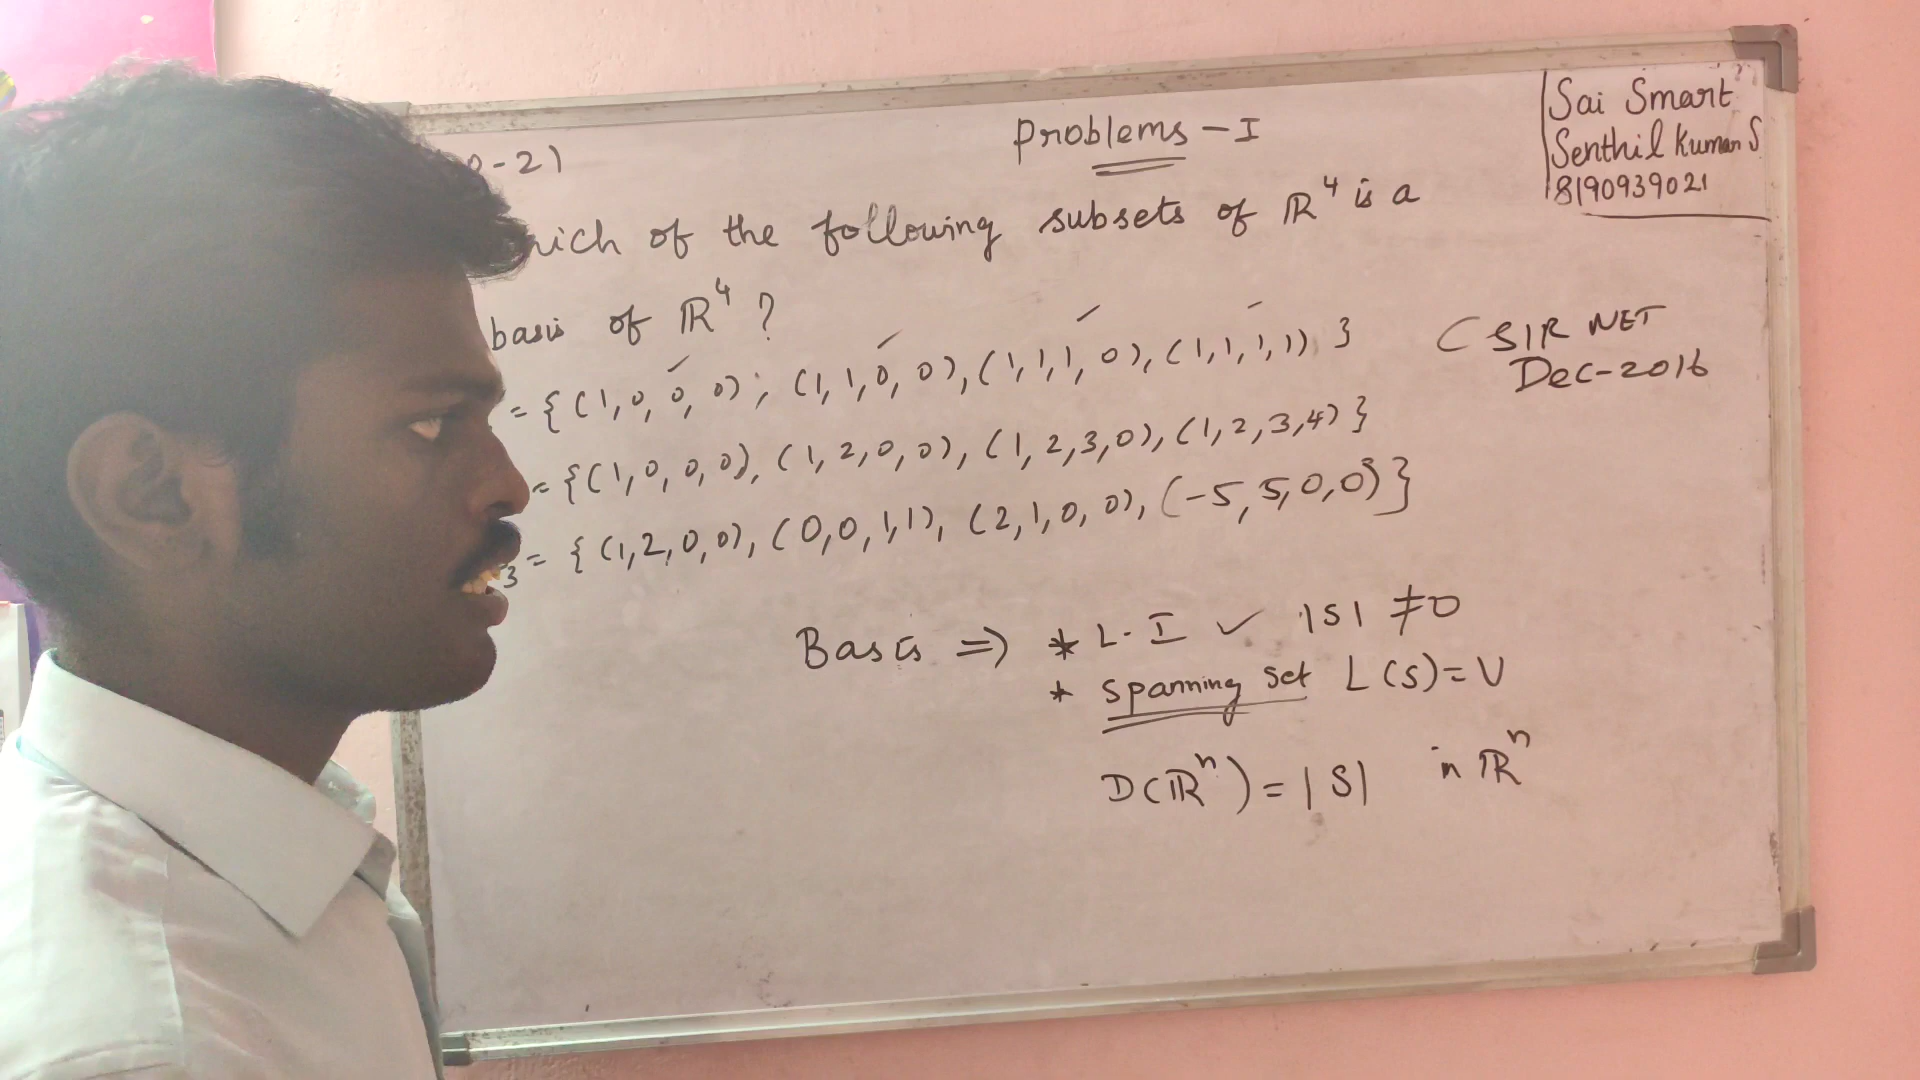 Problems - I
Sai Smart
Senthil Kumar S
8190939021
-2)
hich of the following subsets of ℝ⁴ is a
basis of ℝ⁴ ?
= { (1,0,0,0), (1,1,0,0), (1,1,1,0), (1,1,1,1) }
CSIR NET
Dec-2016
= {(1,0,0,0), (1,2,0,0), (1,2,3,0), (1,2,3,4)}
3 = { (1,2,0,0), (0,0,1,1), (2,1,0,0), (-5,5,0,0)}
Basis ⇒ * L.I ✓ |S| ≠0
* Spanning set L(S)=V
D(ℝⁿ)=|S| in ℝⁿ